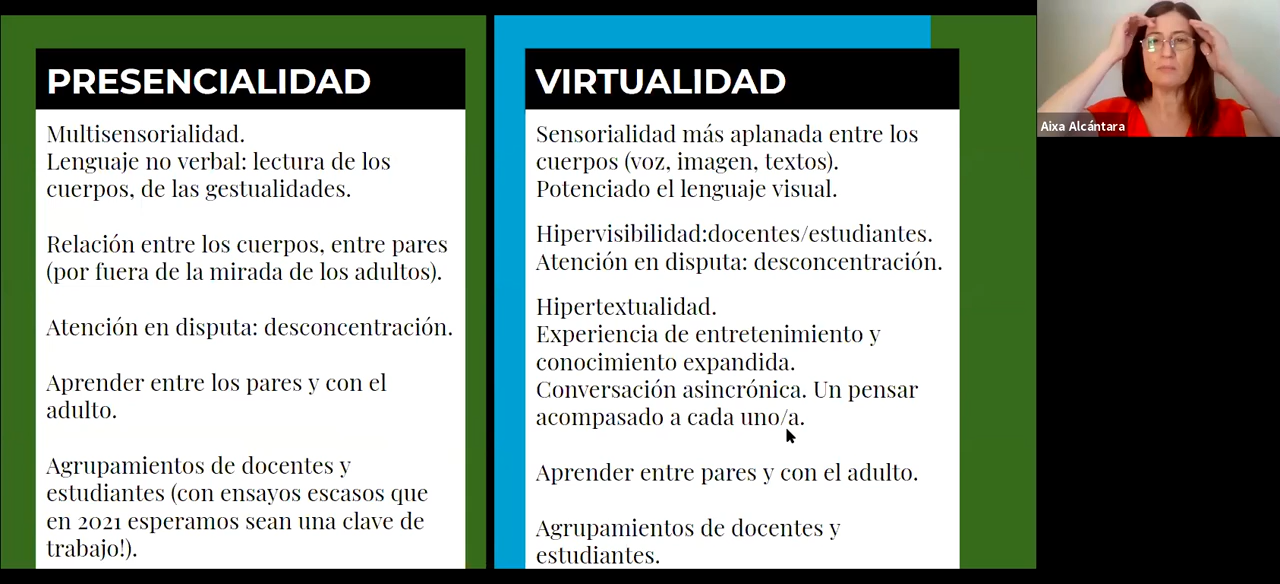 PRESENCIALIDAD
Multisensorialidad.
Lenguaje no verbal: lectura de los
cuerpos, de las gestualidades.
Relación entre los cuerpos, entre pares
(por fuera de la mirada de los adultos).
Atención en disputa: desconcentración.
Aprender entre los pares y con el
adulto.
Agrupamientos de docentes y
estudiantes (con ensayos escasos que
en 2021 esperamos sean una clave de
trabajo!).
VIRTUALIDAD
Sensorialidad más aplanada entre los
cuerpos (voz, imagen, textos).
Potenciado el lenguaje visual.
Hipervisibilidad:docentes/estudiantes.
Atención en disputa: desconcentración.
Hipertextualidad.
Experiencia de entretenimiento y
conocimiento expandida.
Conversación asincrónica. Un pensar
acompasado a cada uno/a.
Aprender entre pares y con el adulto.
Agrupamientos de docentes y
estudiantes.
Aixa Alcántara